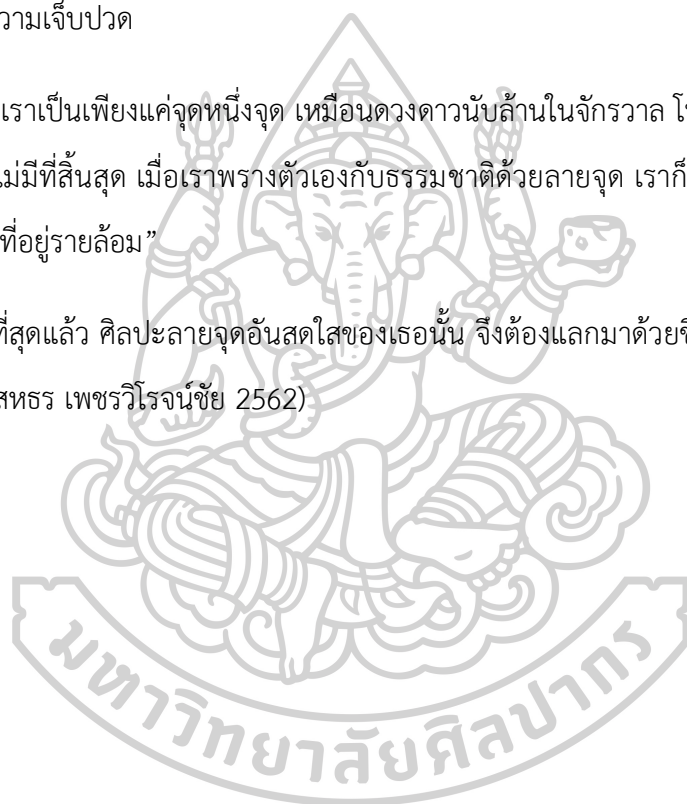 วามเจ็บปวด
เราเป็นเพียงแค่จุดหนึ่งจุด เหมือนดวงดาวนับล้านในจักรวาล โ
ม่มีที่สิ้นสุด เมื่อเราพรางตัวเองกับธรรมชาติด้วยลายจุด เราก็
ที่อยู่รายล้อม”
ที่สุดแล้ว ศิลปะลายจุดอันสดใสของเธอนั้น จึงต้องแลกมาด้วยชี
สหธร เพชรวิโรจน์ชัย 2562)
มหาวิทยาลัยศิลปากร